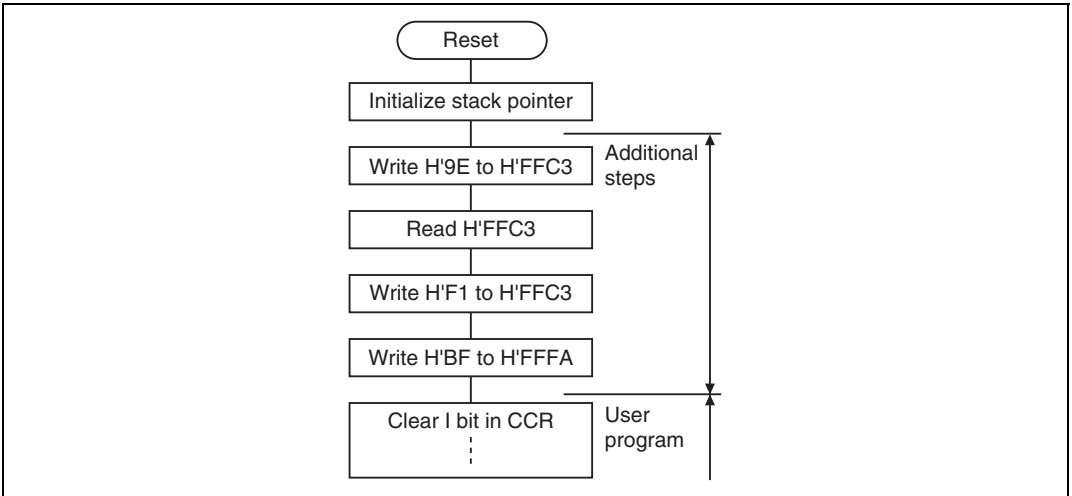 Reset
Initialize stack pointer
Write H'9E to H'FFC3
Additional
steps
Read H'FFC3
Write H'F1 to H'FFC3
Write H'BF to H'FFFA
Clear I bit in CCR
User
program